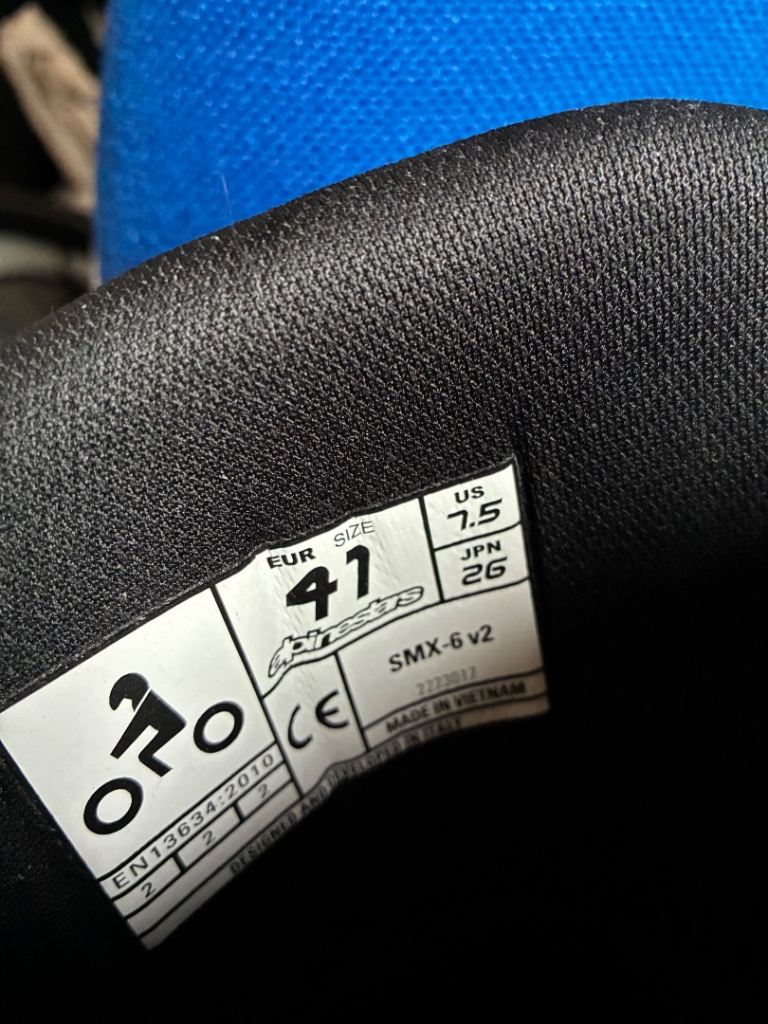 EUR SIZE
41
US
7.5
JPN
26
alpinestars
SMX-6 v2
2223017
CE
MADE IN VIETNAM
DESIGNED AND DEVELOPED IN ITALY
EN13634:2010
2 2 2